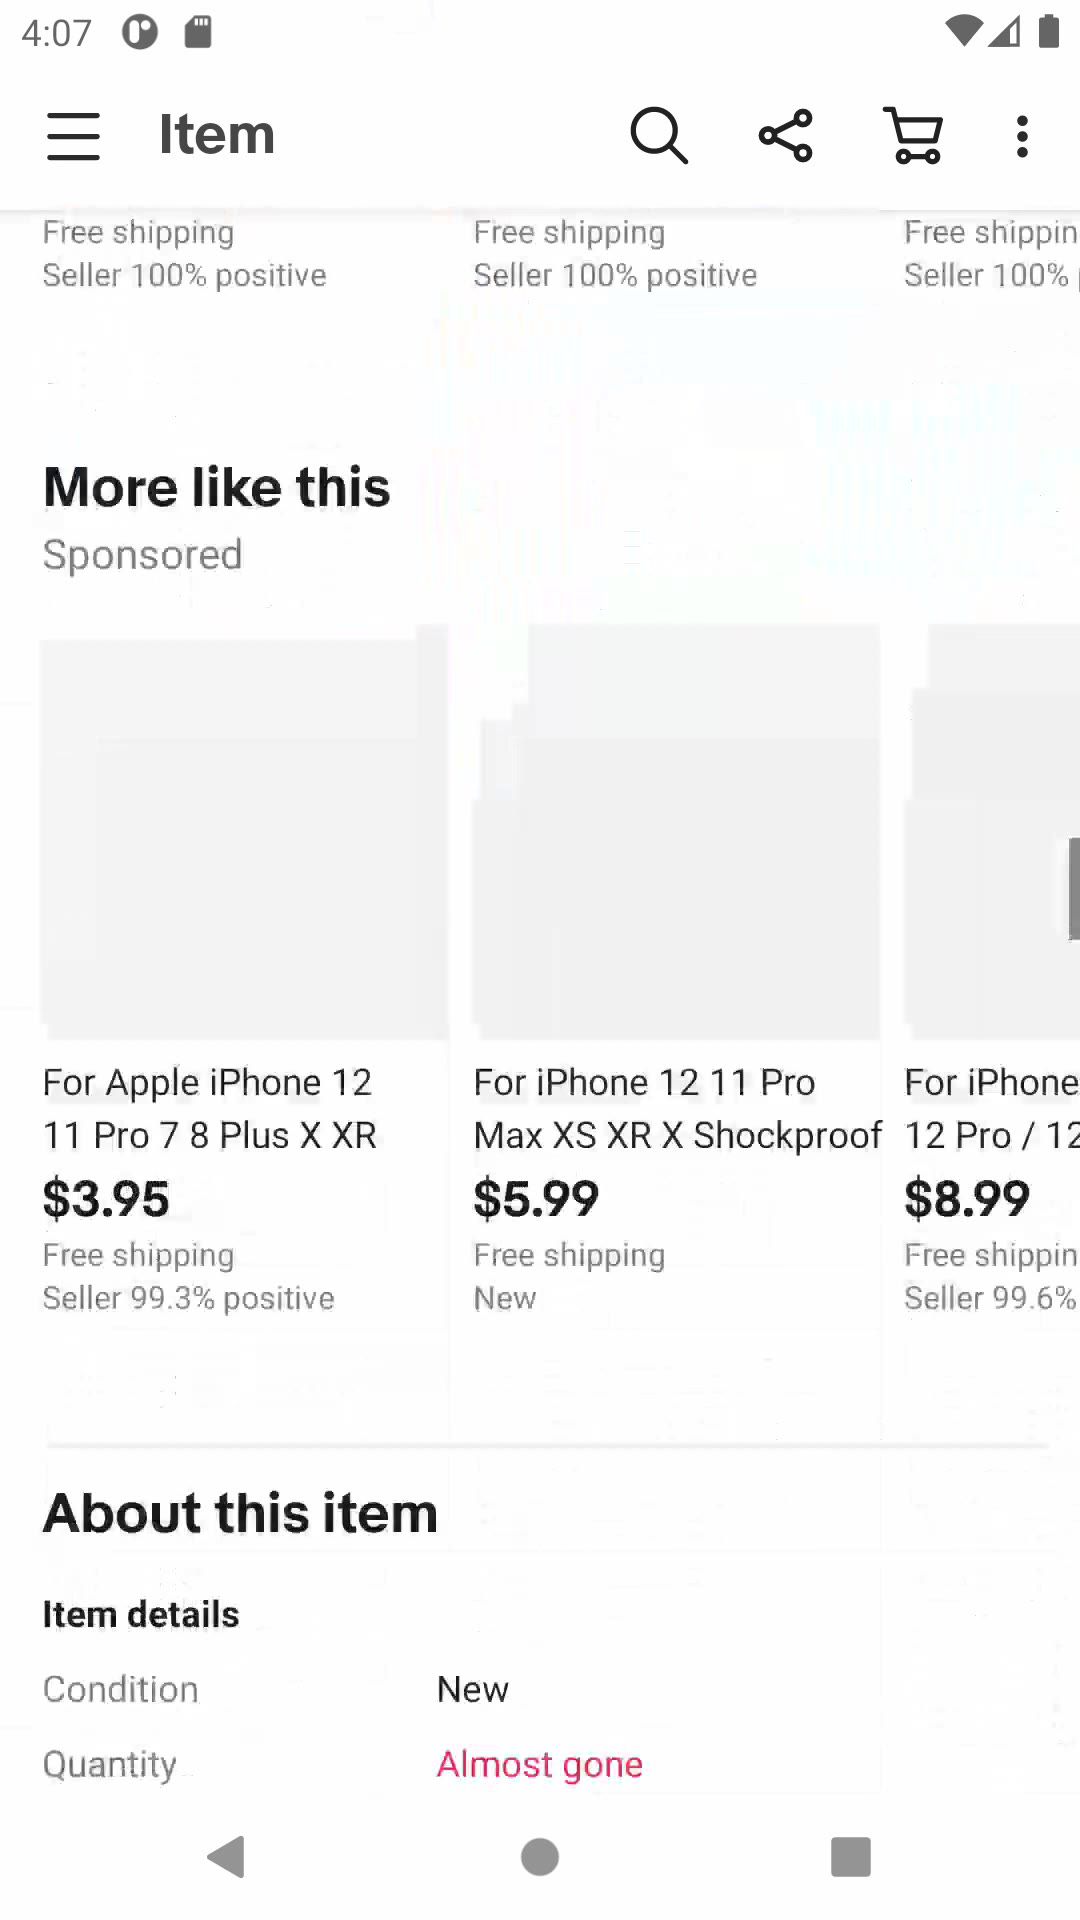 4:07
Item
Free shipping Free shipping Free shippin
Seller 100% positive Seller 100% positive Seller 100%
More like this
Sponsored
For Apple iPhone 12 For iPhone 12 11 Pro For iPhone
11 Pro 7 8 Plus X XR Max XS XR X Shockproof 12 Pro / 12
$3.95 $5.99 $8.99
Free shipping Free shipping Free shippin
Seller 99.3% positive New Seller 99.6%
About this item
Item details
Condition New
Quantity Almost gone